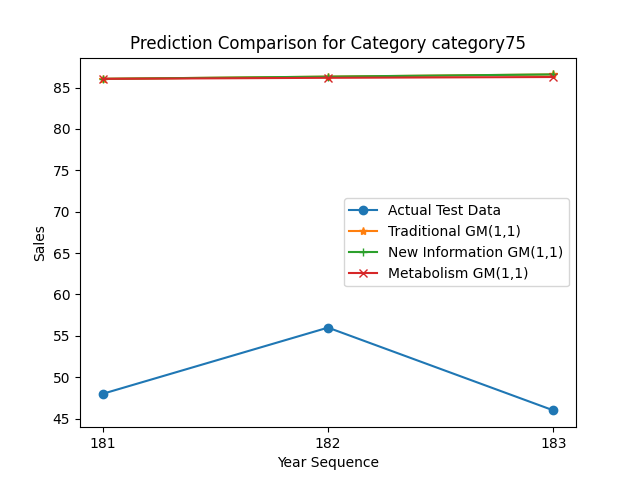 Prediction Comparison for Category category75
85
80
75
70
65
60
55
50
45
Sales
Actual Test Data
Traditional GM(1,1)
New Information GM(1,1)
Metabolism GM(1,1)
181 182 183
Year Sequence